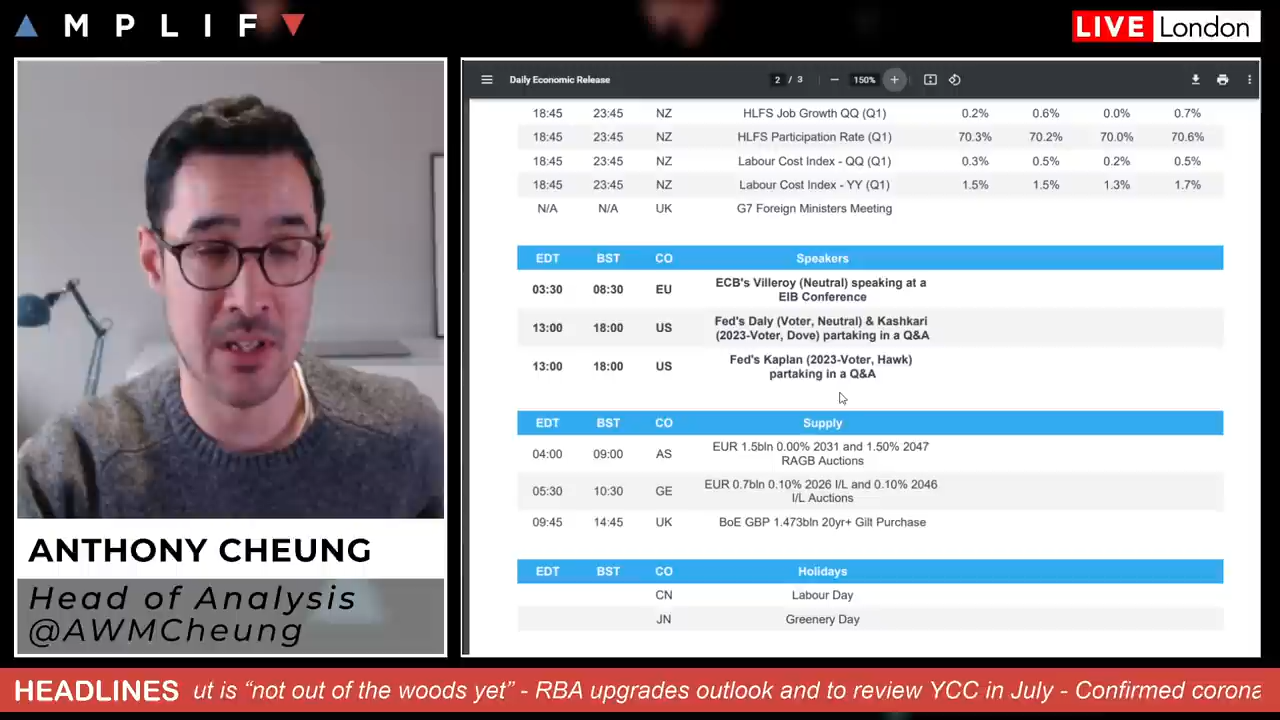 AMPLIFY
LIVE London
Daily Economic Release
2 / 3
150%
18:45 23:45 NZ HLFS Job Growth QQ (Q1) 0.2% 0.6% 0.0% 0.7%
18:45 23:45 NZ HLFS Participation Rate (Q1) 70.3% 70.2% 70.0% 70.6%
18:45 23:45 NZ Labour Cost Index - QQ (Q1) 0.3% 0.5% 0.2% 0.5%
18:45 23:45 NZ Labour Cost Index - YY (Q1) 1.5% 1.5% 1.3% 1.7%
N/A N/A UK G7 Foreign Ministers Meeting
EDT BST CO Speakers
03:30 08:30 EU ECB's Villeroy (Neutral) speaking at a
EIB Conference
13:00 18:00 US Fed's Daly (Voter, Neutral) & Kashkari
(2023-Voter, Dove) partaking in a Q&A
13:00 18:00 US Fed's Kaplan (2023-Voter, Hawk)
partaking in a Q&A
EDT BST CO Supply
04:00 09:00 AS EUR 1.5bln 0.00% 2031 and 1.50% 2047
RAGB Auctions
05:30 10:30 GE EUR 0.7bln 0.10% 2026 I/L and 0.10% 2046
I/L Auctions
09:45 14:45 UK BoE GBP 1.473bln 20yr+ Gilt Purchase
EDT BST CO Holidays
CN Labour Day
JN Greenery Day
ANTHONY CHEUNG
Head of Analysis
@AWMCheung
HEADLINES ut is “not out of the woods yet” - RBA upgrades outlook and to review YCC in July - Confirmed corona